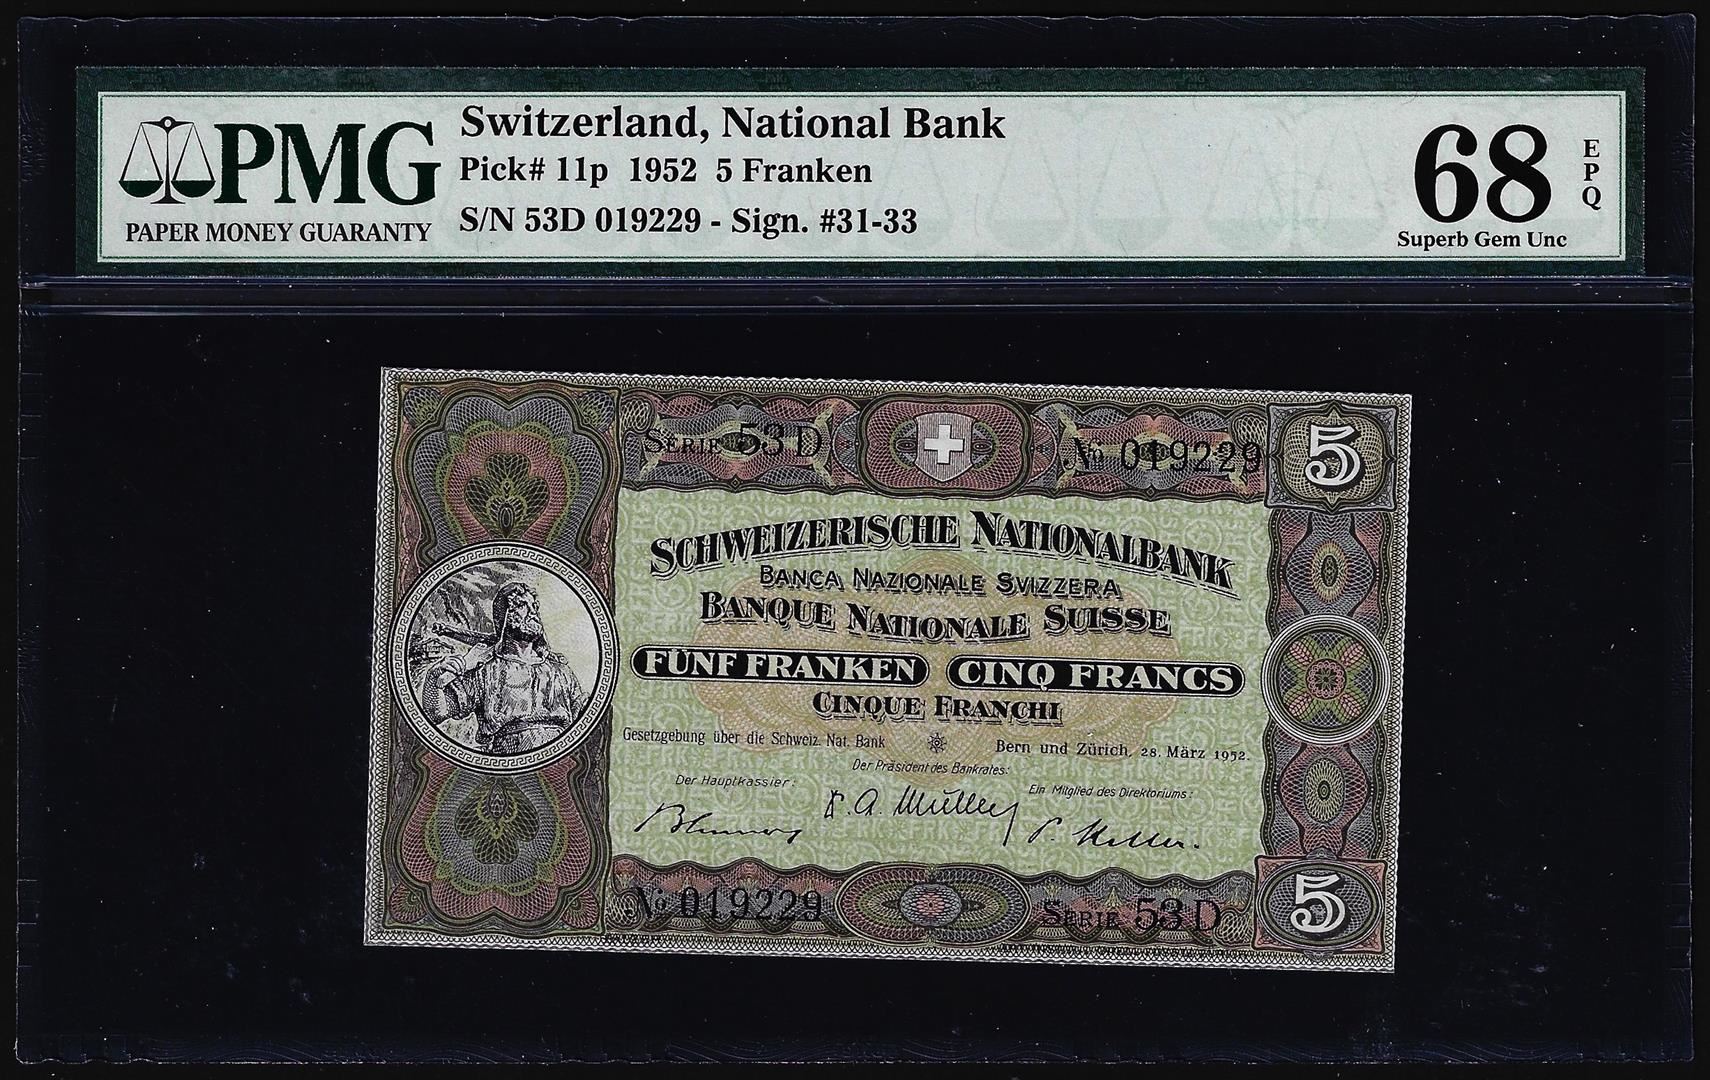 PMG
PAPER MONEY GUARANTY
Switzerland, National Bank
Pick# 11p 1952 5 Franken
S/N 53D 019229 - Sign. #31-33
68
EPQ
Superb Gem Unc
SERIE 53 D
No 019229
5
SCHWEIZERISCHE NATIONALBANK
BANCA NAZIONALE SVIZZERA
BANQUE NATIONALE SUISSE
FÜNF FRANKEN CINQ FRANCS
CINQUE FRANCHI
Gesetzgebung über die Schweiz. Nat. Bank
Bern und Zürich, 28. März 1952.
Der Hauptkassier:
Der Präsident des Bankrates:
Ein Mitglied des Direktoriums:
No 019229
SERIE 53 D
5